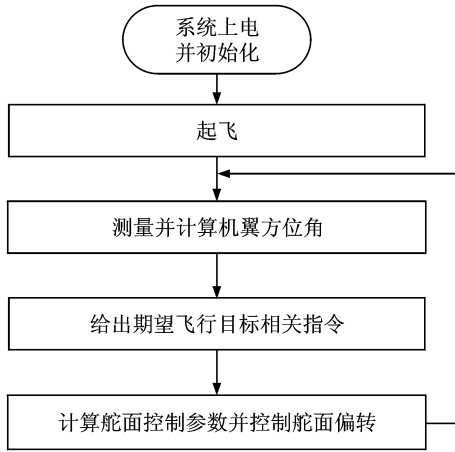 系统上电
并初始化
起飞
测量并计算机翼方位角
给出期望飞行目标相关指令
计算舵面控制参数并控制舵面偏转